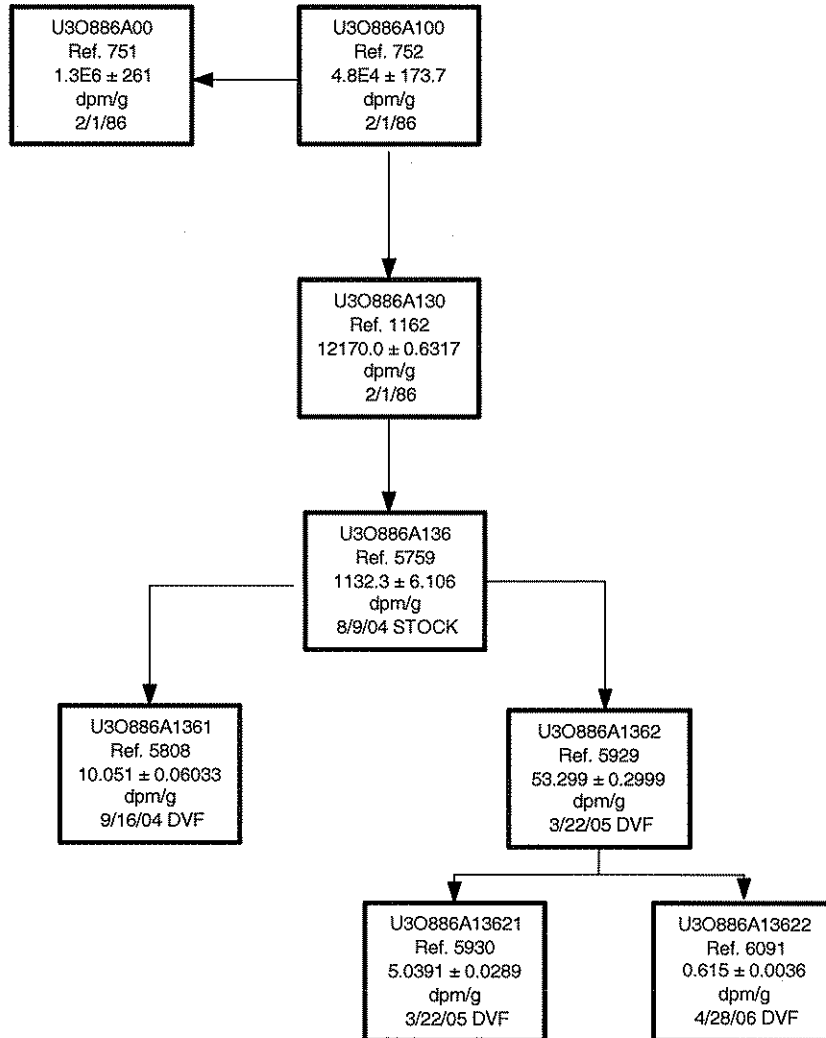 U3O886A00
Ref. 751
1.3E6 ± 261
dpm/g
2/1/86
U3O886A100
Ref. 752
4.8E4 ± 173.7
dpm/g
2/1/86
U3O886A130
Ref. 1162
12170.0 ± 0.6317
dpm/g
2/1/86
U3O886A136
Ref. 5759
1132.3 ± 6.106
dpm/g
8/9/04 STOCK
U3O886A1361
Ref. 5808
10.051 ± 0.06033
dpm/g
9/16/04 DVF
U3O886A1362
Ref. 5929
53.299 ± 0.2999
dpm/g
3/22/05 DVF
U3O886A13621
Ref. 5930
5.0391 ± 0.0289
dpm/g
3/22/05 DVF
U3O886A13622
Ref. 6091
0.615 ± 0.0036
dpm/g
4/28/06 DVF